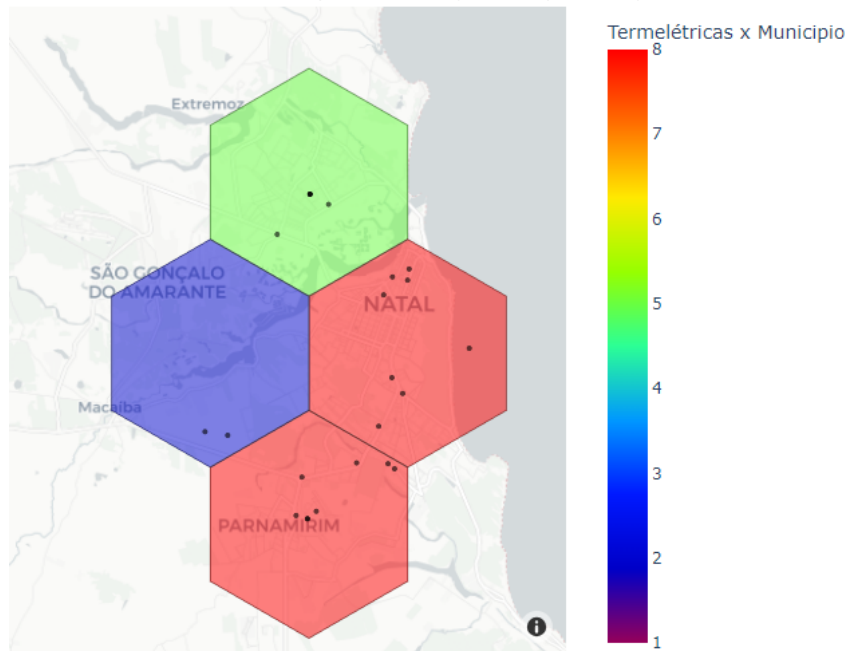 Termelétricas x Municipio
8
7
6
5
4
3
2
1
Extremoz
SÃO GONÇALO
DO AMARANTE
NATAL
Macaíba
PARNAMIRIM
i